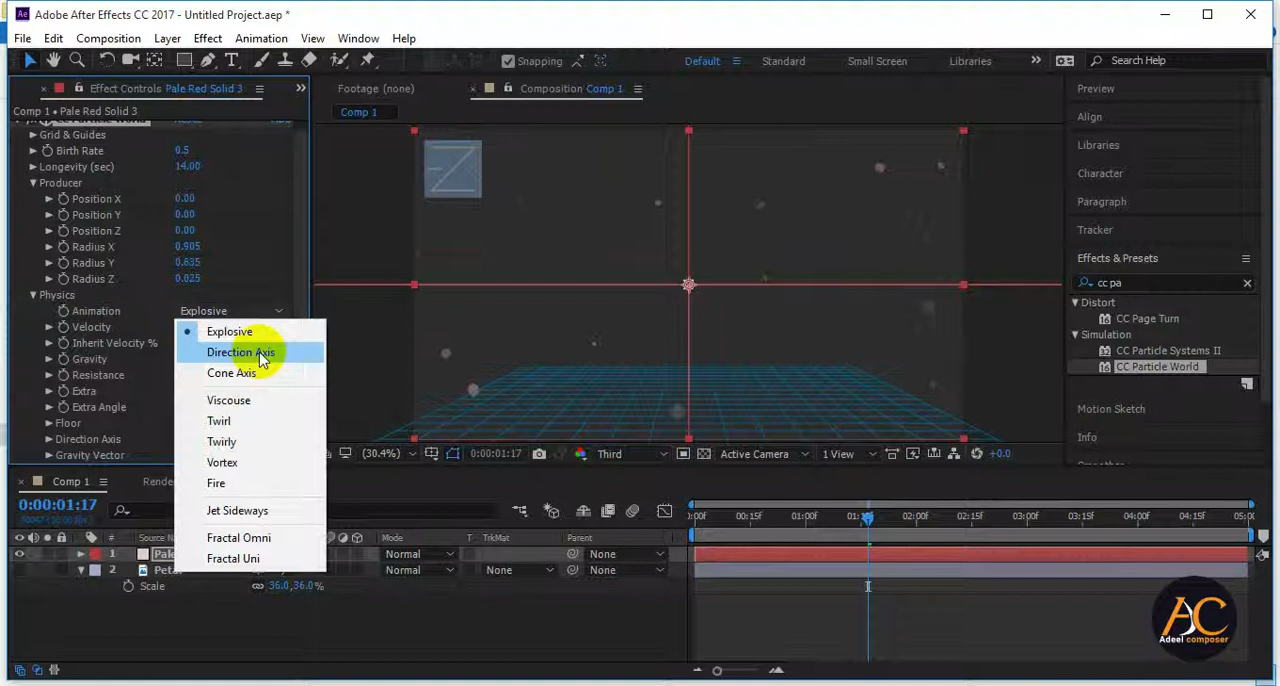 Adobe After Effects CC 2017 - Untitled Project.aep *
File Edit Composition Layer Effect Animation View Window Help
Snapping Default Standard Small Screen Libraries Search Help
Effect Controls Pale Red Solid 3
Comp 1 • Pale Red Solid 3
Grid & Guides
Birth Rate 0.5
Longevity (sec) 14.00
Producer
Position X 0.00
Position Y 0.00
Position Z 0.00
Radius X 0.905
Radius Y 0.635
Radius Z 0.025
Physics
Animation Explosive
Velocity
Inherit Velocity %
Gravity
Resistance
Extra
Extra Angle
Floor
Direction Axis
Gravity Vector
Explosive
Direction Axis
Cone Axis
Viscouse
Twirl
Twirly
Vortex
Fire
Jet Sideways
Fractal Omni
Fractal Uni
Footage (none) Composition Comp 1
Comp 1
(30.4%) 0:00:01:17 Third Active Camera 1 View +0.0
Preview
Align
Libraries
Character
Paragraph
Tracker
Effects & Presets
cc pa
Distort
CC Page Turn
Simulation
CC Particle Systems II
CC Particle World
Motion Sketch
Info
Comp 1 Rende
0:00:01:17
:00f 00:15f 01:00f 02:00f 02:15f 03:00f 03:15f 04:00f 04:15f 05:0
# Source N Mode T TrkMat Parent
1 Pale Normal None
2 Petal Normal None None
Scale 36.0,36.0%
AC
Adeel composer